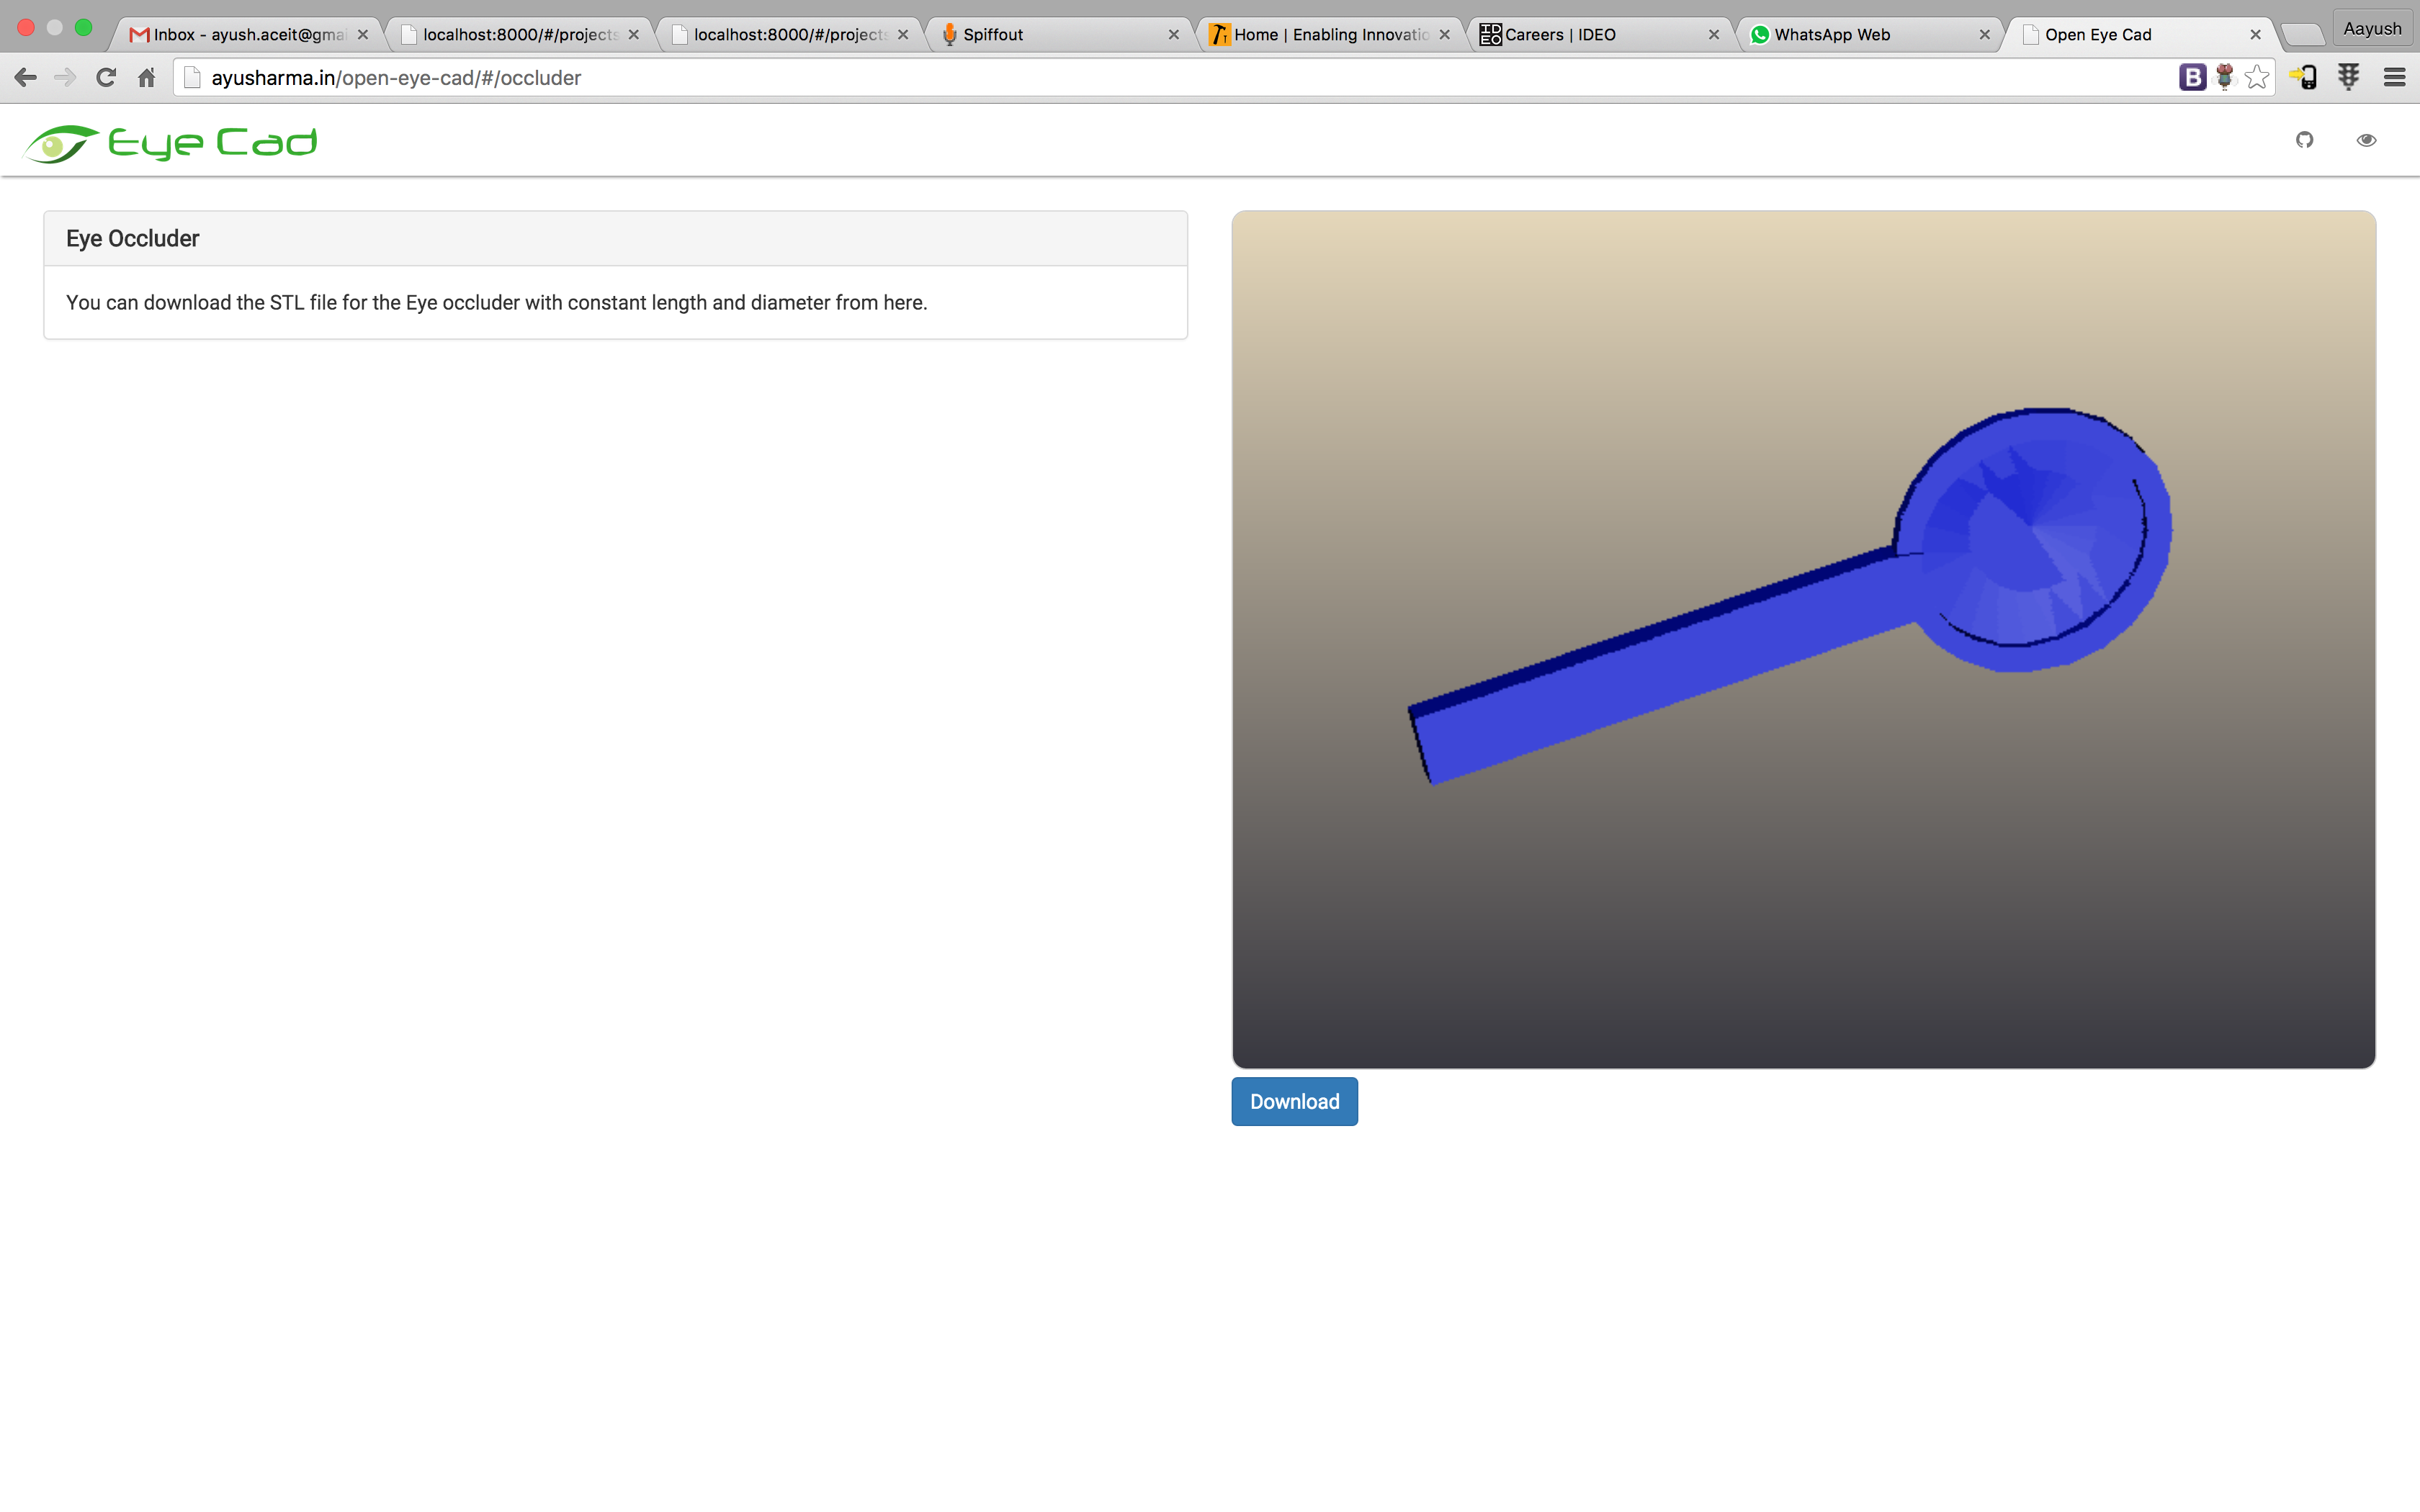 Inbox - ayush.aceit@gmai
localhost:8000/#/projects
localhost:8000/#/projects
Spiffout
Home | Enabling Innovatio
IDEO
Careers | IDEO
WhatsApp Web
Open Eye Cad
Aayush
ayusharma.in/open-eye-cad/#/occluder
B
Eye Cad
Eye Occluder
You can download the STL file for the Eye occluder with constant length and diameter from here.
Download